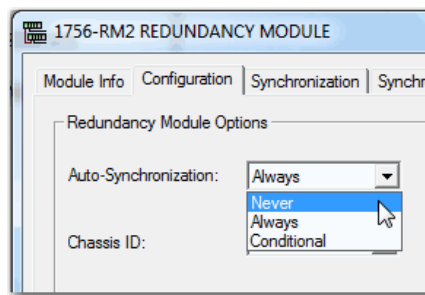 1756-RM2 REDUNDANCY MODULE
Module Info Configuration Synchronization Synchr
Redundancy Module Options
Auto-Synchronization: Always
Never
Always
Chassis ID: Conditional